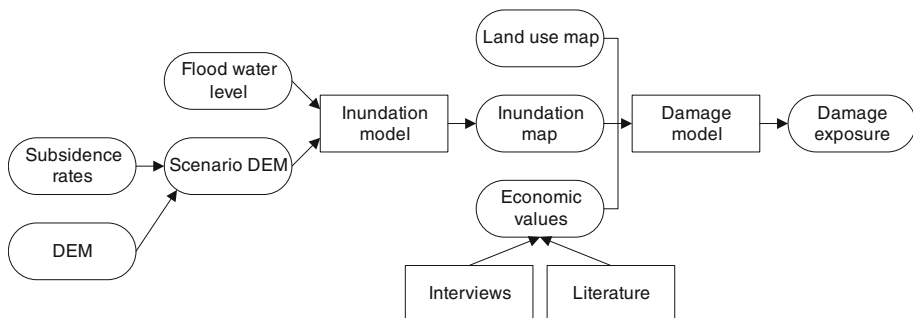 Land use map
Flood water
level
Inundation
model
Inundation
map
Damage
model
Damage
exposure
Subsidence
rates
Scenario DEM
Economic
values
DEM
Interviews
Literature